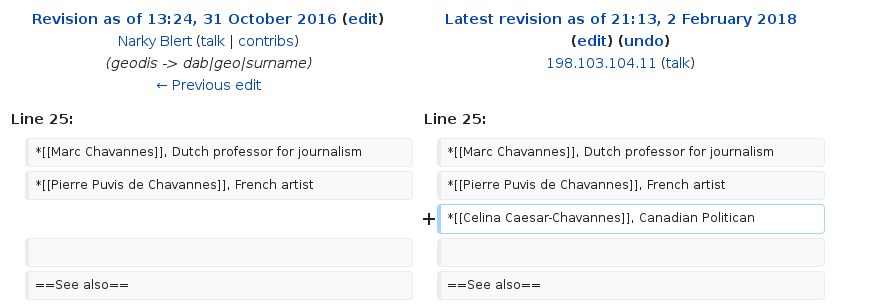 Revision as of 13:24, 31 October 2016 (edit)
Narky Blert (talk | contribs)
(geodis -> dab|geo|surname)
← Previous edit
Latest revision as of 21:13, 2 February 2018
(edit) (undo)
198.103.104.11 (talk)
Line 25:
Line 25:
*[[Marc Chavannes]], Dutch professor for journalism
*[[Marc Chavannes]], Dutch professor for journalism
*[[Pierre Puvis de Chavannes]], French artist
*[[Pierre Puvis de Chavannes]], French artist
+ *[[Celina Caesar-Chavannes]], Canadian Politican
==See also==
==See also==